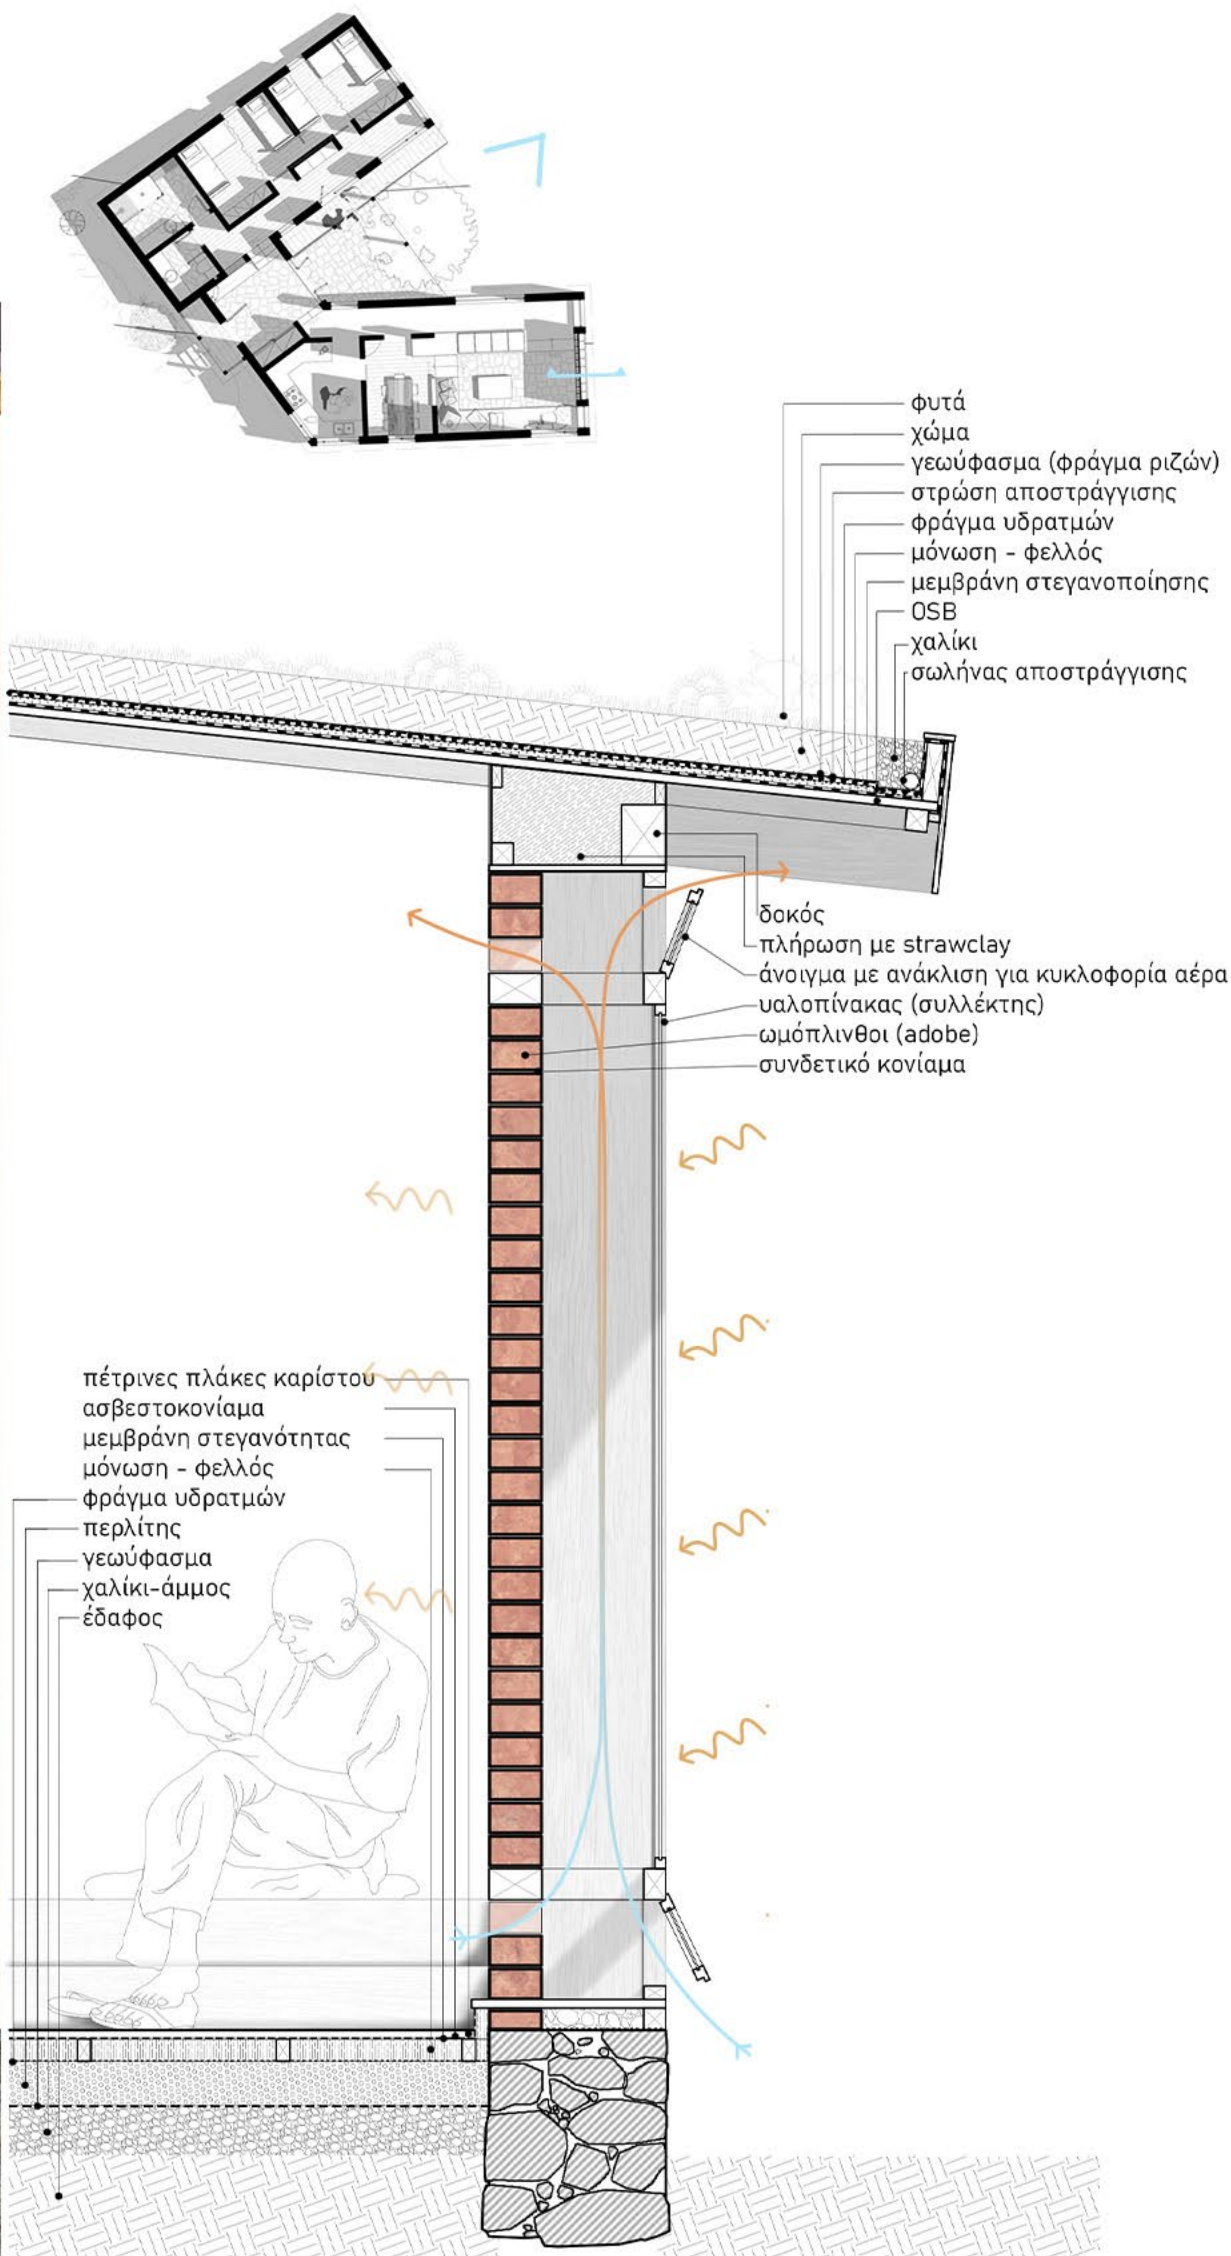 φυτά
χώμα
γεωύφασμα (φράγμα ριζών)
στρώση αποστράγγισης
φράγμα υδρατμών
μόνωση - φελλός
μεμβράνη στεγανοποίησης
OSB
χαλίκι
σωλήνας αποστράγγισης
δοκός
πλήρωση με strawclay
άνοιγμα με ανάκλιση για κυκλοφορία αέρα
υαλοπίνακας (συλλέκτης)
ωμόπλινθοι (adobe)
συνδετικό κονίαμα
πέτρινες πλάκες καρίστου
ασβεστοκονίαμα
μεμβράνη στεγανότητας
μόνωση - φελλός
φράγμα υδρατμών
περλίτης
γεωύφασμα
χαλίκι-άμμος
έδαφος